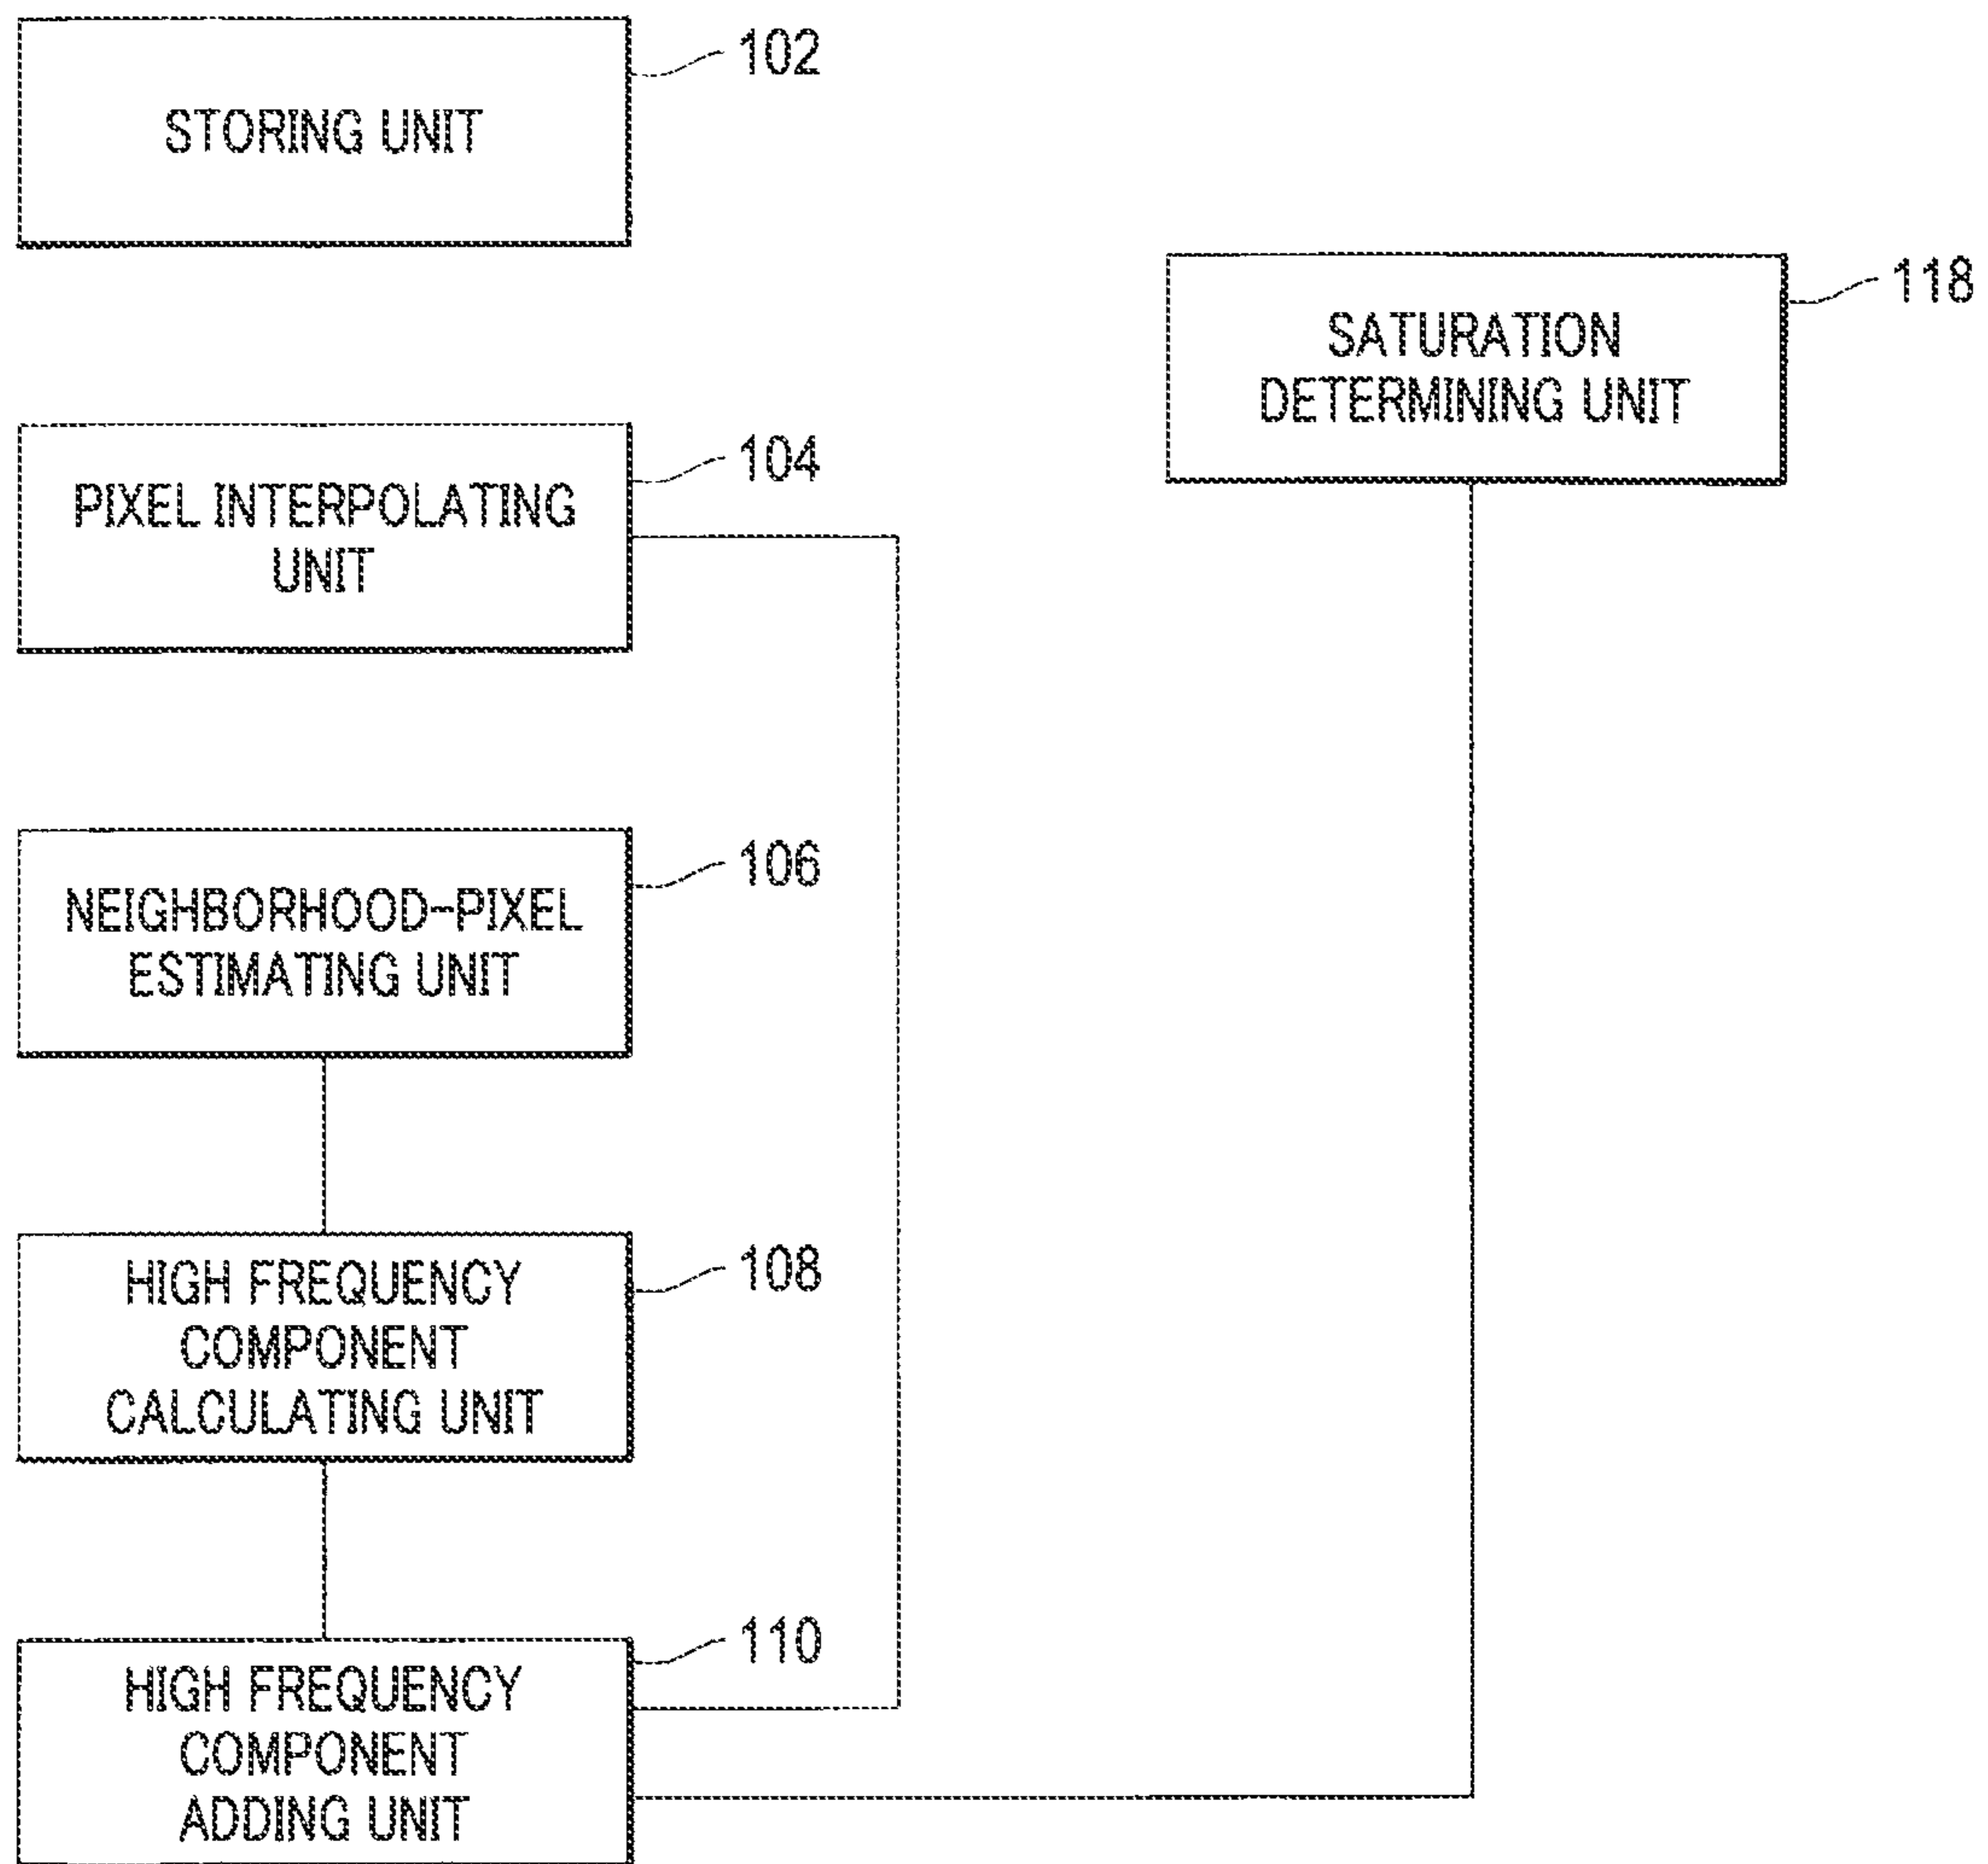 102
STORING UNIT
118
SATURATION
DETERMINING UNIT
104
PIXEL INTERPOLATING
UNIT
106
NEIGHBORHOOD-PIXEL
ESTIMATING UNIT
108
HIGH FREQUENCY
COMPONENT
CALCULATING UNIT
110
HIGH FREQUENCY
COMPONENT
ADDING UNIT